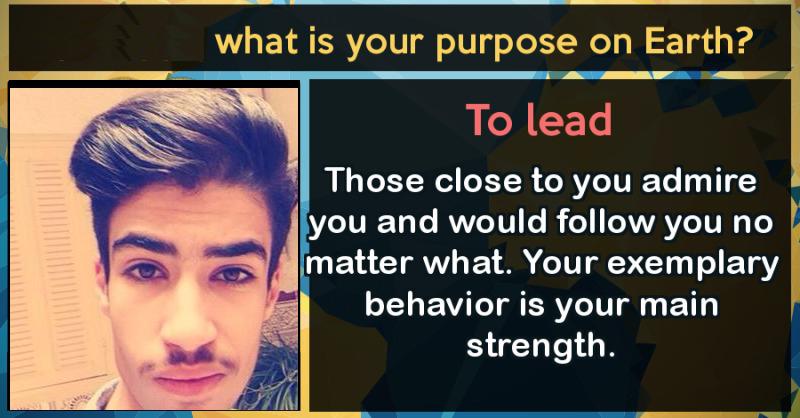 what is your purpose on Earth?
To lead
Those close to you admire
you and would follow you no
matter what. Your exemplary
behavior is your main
strength.